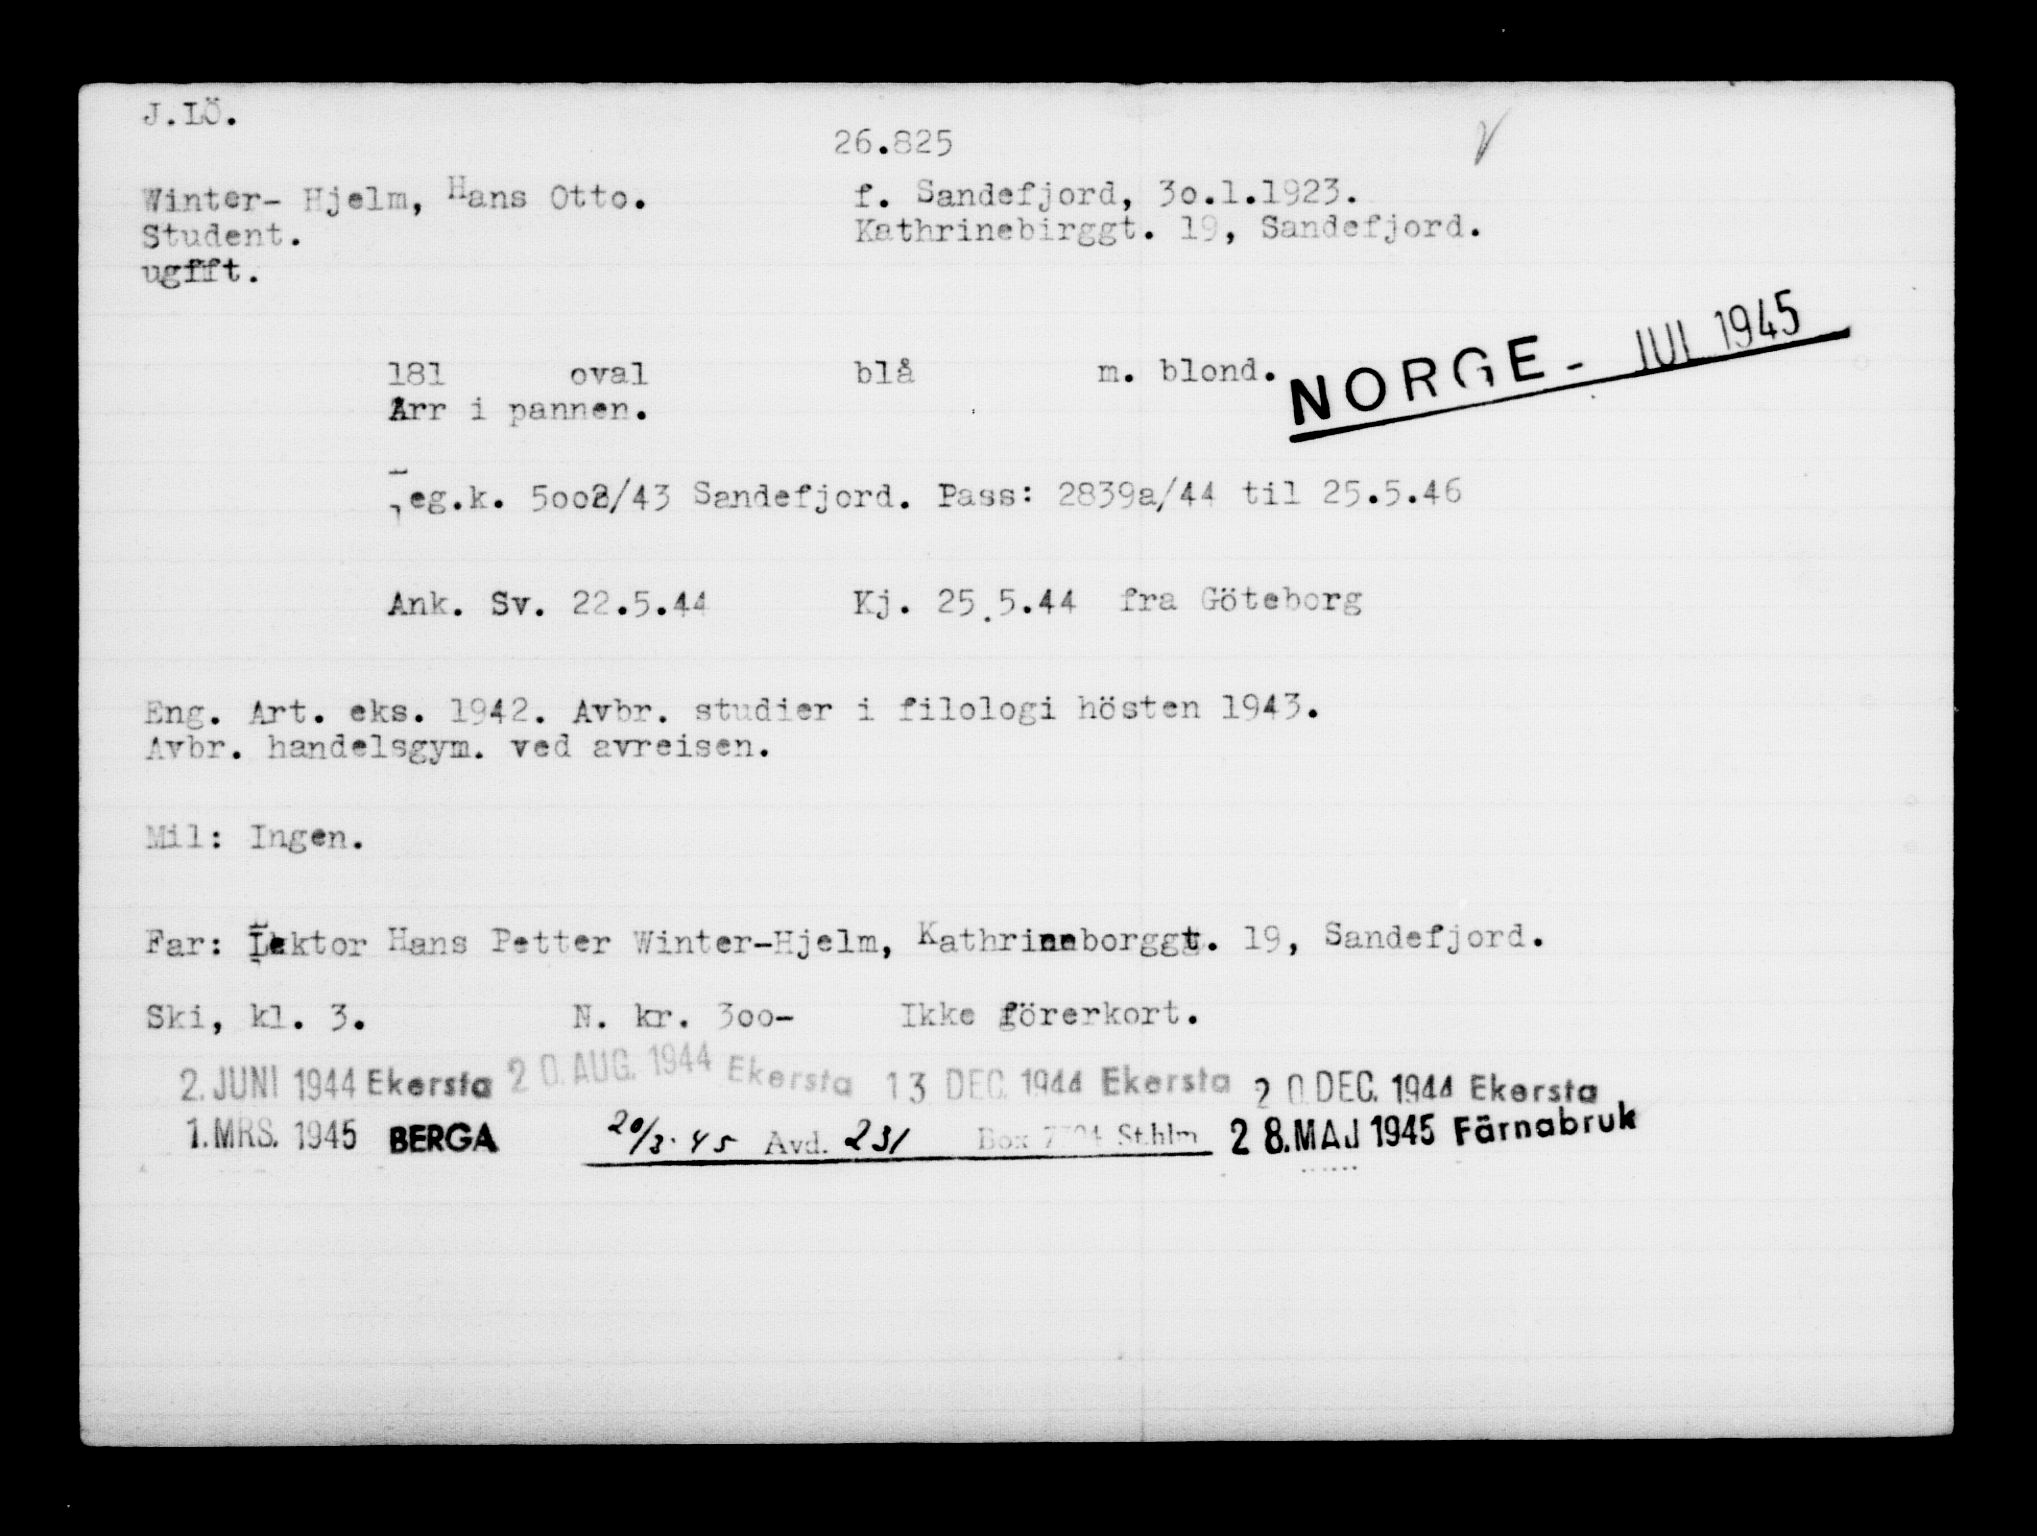 J.LÖ.
26.825
Winter- Hjelm, Hans Otto. f. Sandefjord, 3o.1.1923.
Student. Kathrinebirggt. 19, Sandefjord.
ugfft.
181 oval blå m. blond.
Arr i pannen.
NORGE - JUL 1945
eg.k. 5oo2/43 Sandefjord. Pass: 2839a/44 til 25.5.46
Ank. Sv. 22.5.44 Kj. 25.5.44 fra Göteborg
Eng. Art. eks. 1942. Avbr. studier i filologi hösten 1943.
Avbr. handelsgym. ved avreisen.
Mil: Ingen.
Far: Lektor Hans Petter Winter-Hjelm, Kathrinaborggt. 19, Sandefjord.
Ski, kl. 3. N. kr. 3oo- Ikke förerkort.
2. JUNI 1944 Ekersta 20. AUG. 1944 Ekersta 13 DEC. 1944 Ekersta 20 DEC. 1944 Ekersta
1. MRS. 1945 BERGA 20/3. 45 Avd. 231 Box Sthlm 28. MAJ 1945 Färnabruk